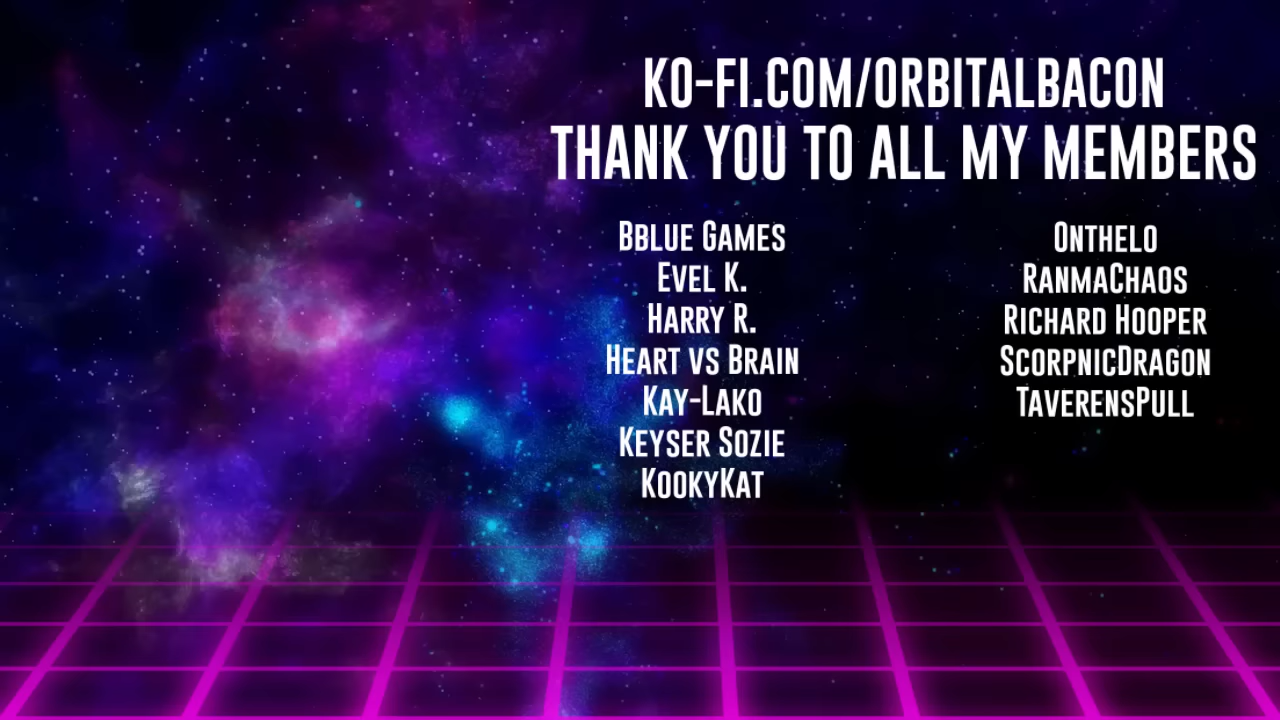 KO-FI.COM/ORBITALBACON
THANK YOU TO ALL MY MEMBERS
Bblue Games
Evel K.
Harry R.
Heart vs Brain
Kay-Lako
Keyser Sozie
KookyKat
Onthelo
RanmaChaos
Richard Hooper
ScorpnicDragon
TaverensPull